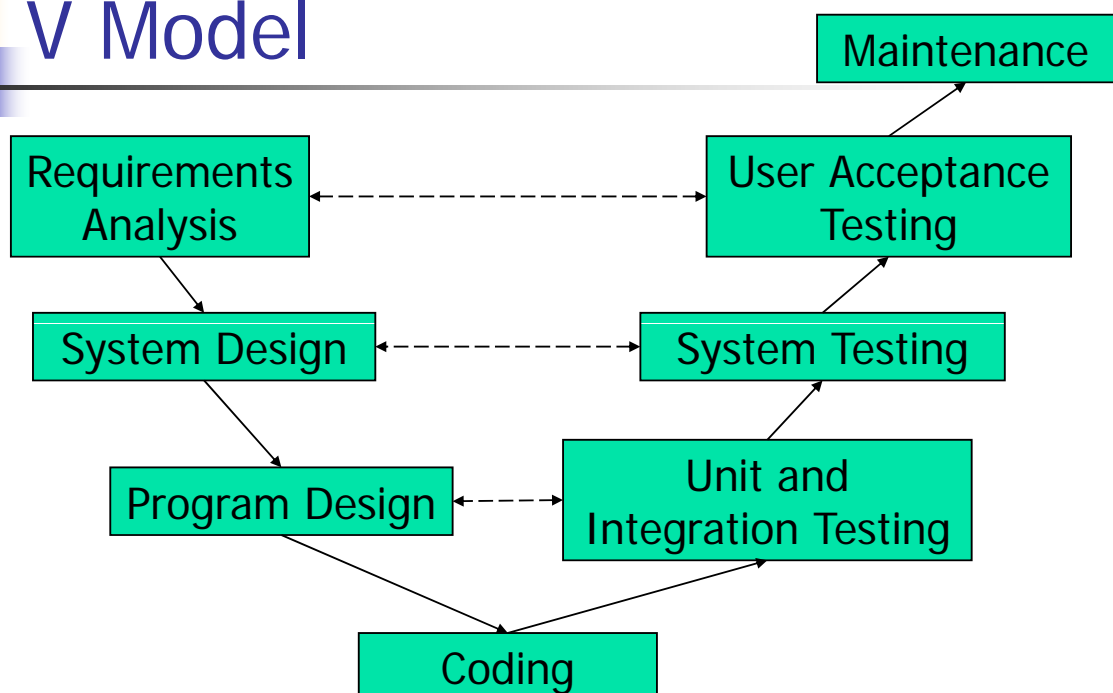 V Model
Maintenance
Requirements
Analysis
User Acceptance
Testing
System Design
System Testing
Program Design
Unit and
Integration Testing
Coding